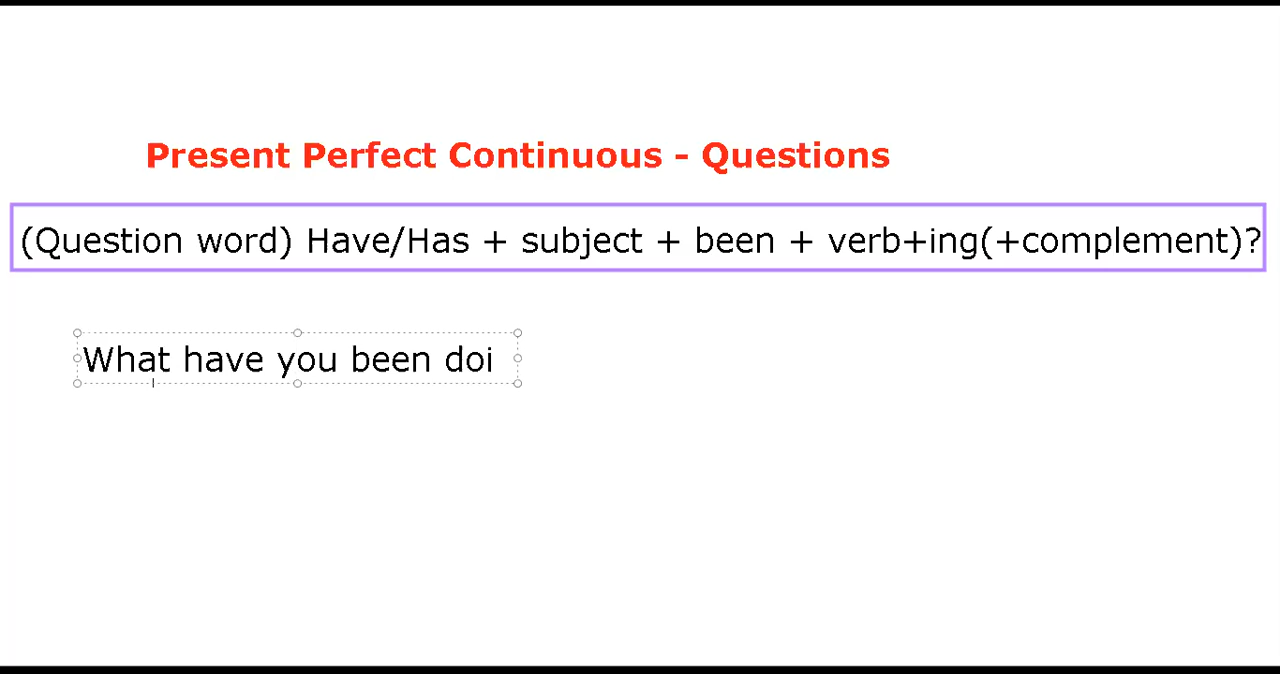 Present Perfect Continuous - Questions
(Question word) Have/Has + subject + been + verb+ing(+complement)?
What have you been doi